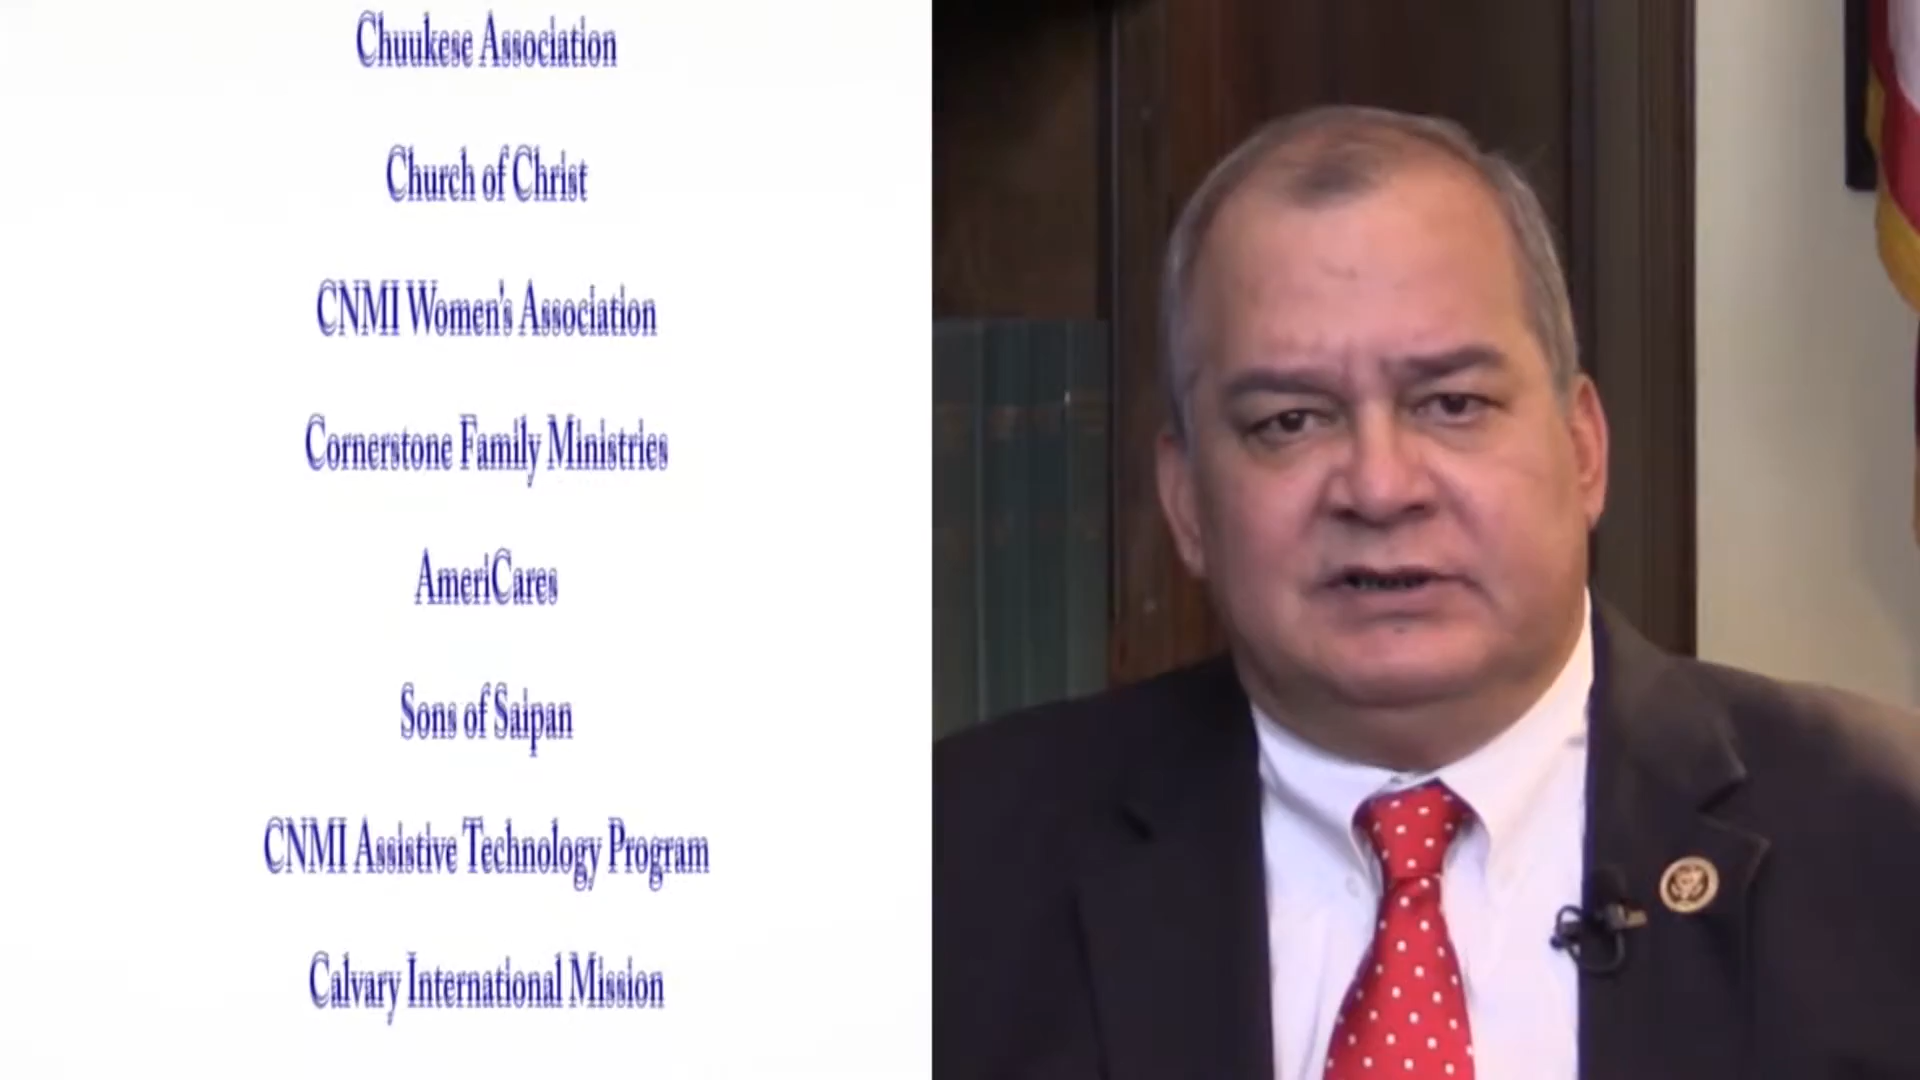 Chuukese Association
Church of Christ
CNMI Women's Association
Cornerstone Family Ministries
AmeriCares
Sons of Saipan
CNMI Assistive Technology Program
Calvary International Mission